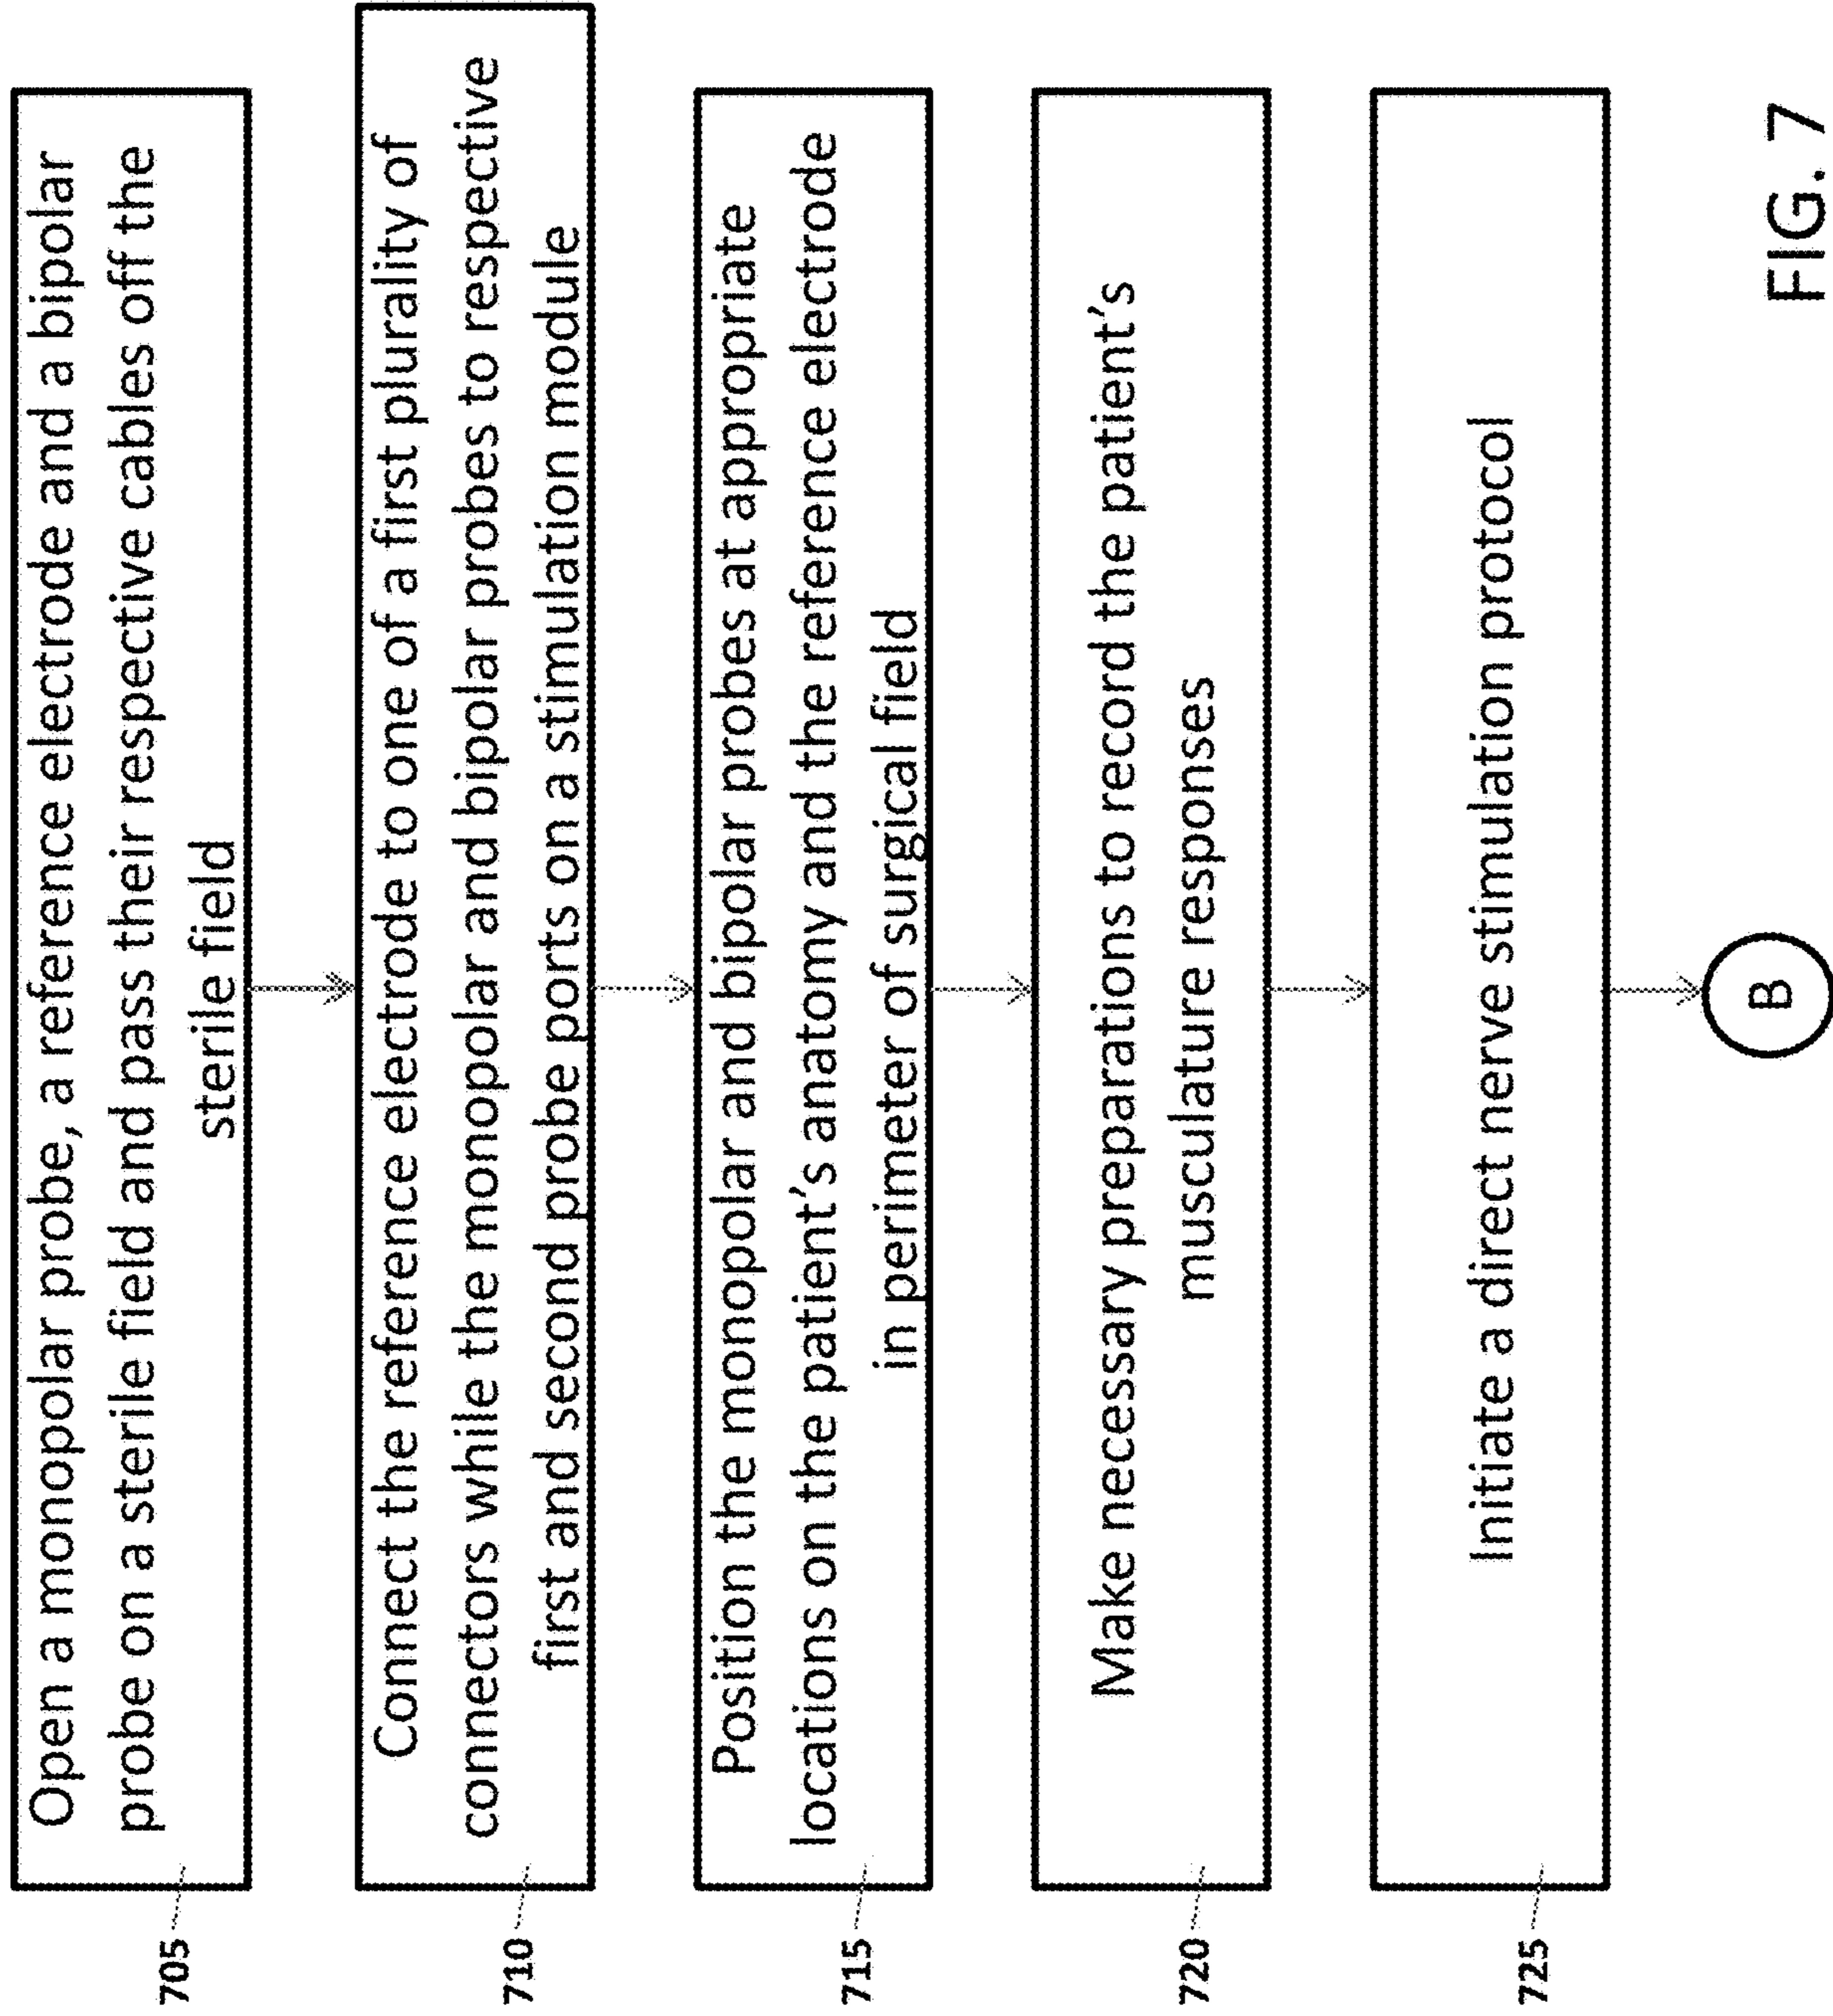 705
Open a monopolar probe, a reference electrode and a bipolar
probe on a sterile field and pass their respective cables off the
sterile field
710
Connect the reference electrode to one of a first plurality of
connectors while the monopolar and bipolar probes to respective
first and second probe ports on a stimulation module
715
Position the monopolar and bipolar probes at appropriate
locations on the patient's anatomy and the reference electrode
in perimeter of surgical field
720
Make necessary preparations to record the patient's
musculature responses
725
Initiate a direct nerve stimulation protocol
B
FIG. 7